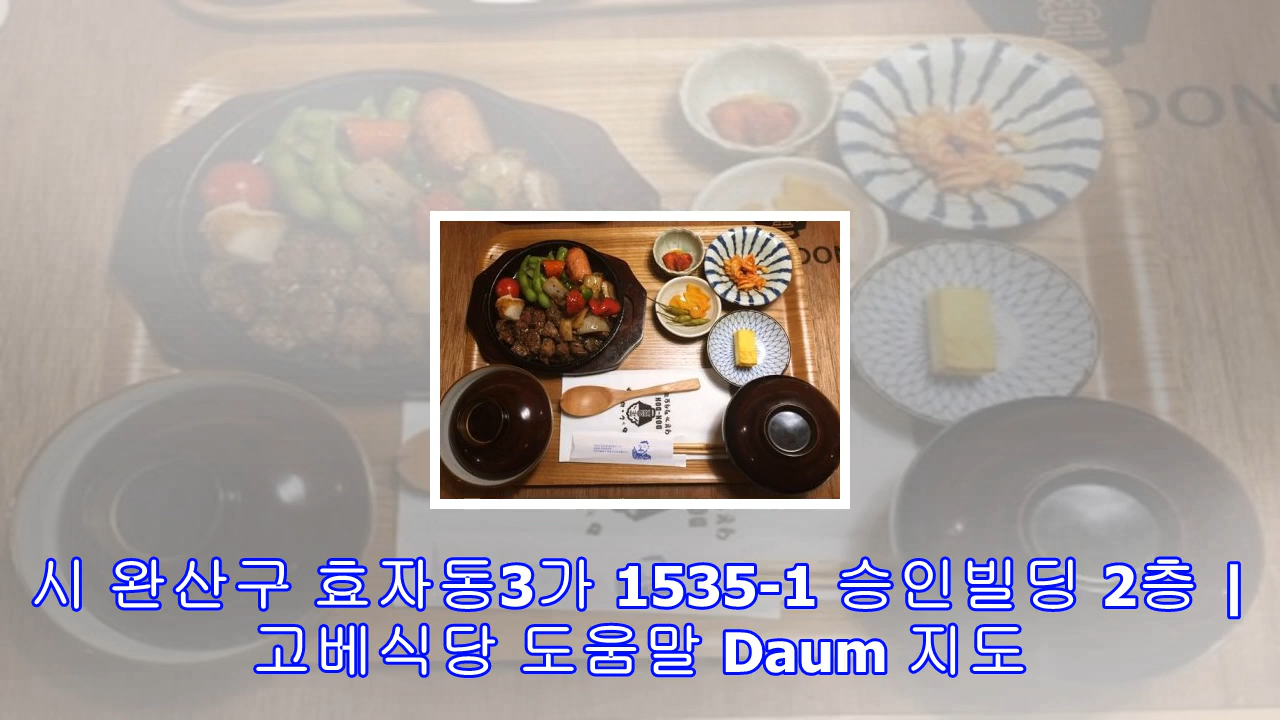 시 완산구 효자동3가 1535-1 승인빌딩 2층 |
고베식당 도움말 Daum 지도